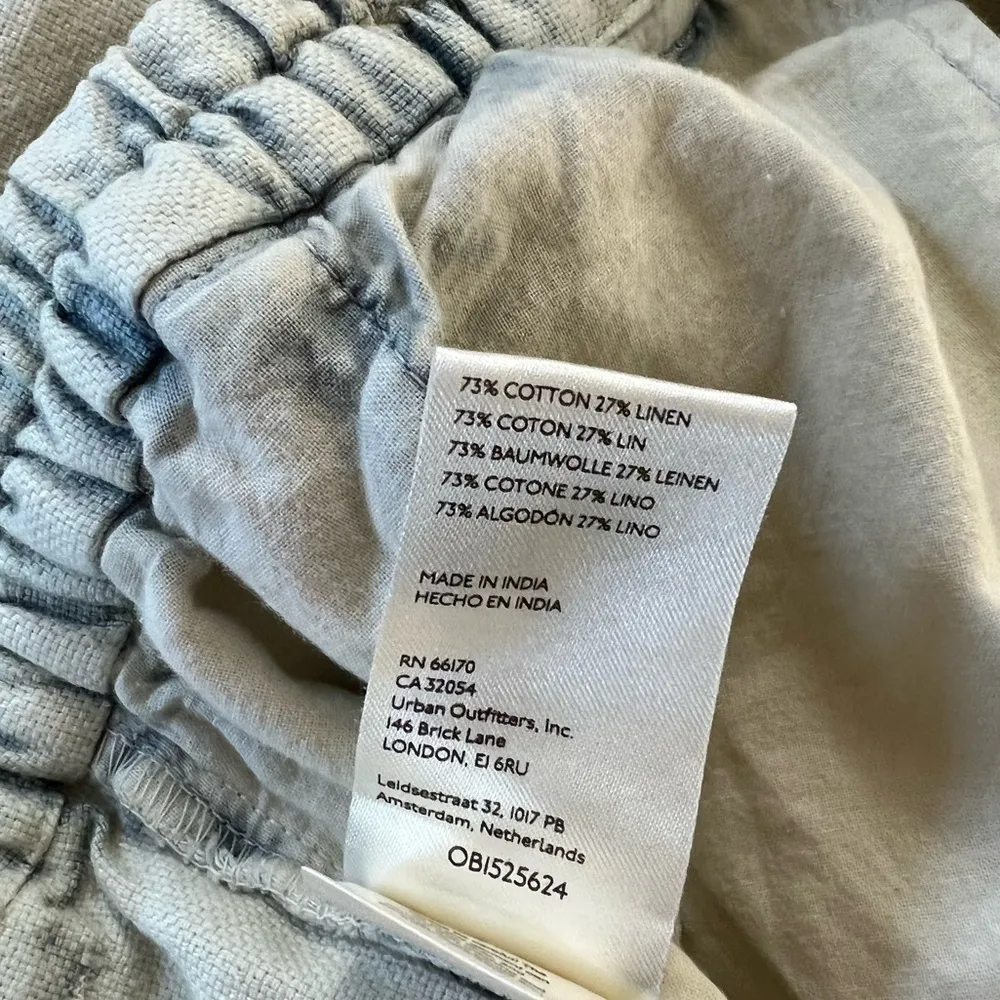 73% COTTON 27% LINEN
73% COTON 27% LIN
73% BAUMWOLLE 27% LEINEN
73% COTONE 27% LINO
73% ALGODÓN 27% LINO
MADE IN INDIA
HECHO EN INDIA
RN 66170
CA 32054
Urban Outfitters, Inc.
146 Brick Lane
LONDON, E1 6RU
Leidsestraat 32, 1017 PB
Amsterdam, Netherlands
OB1525624